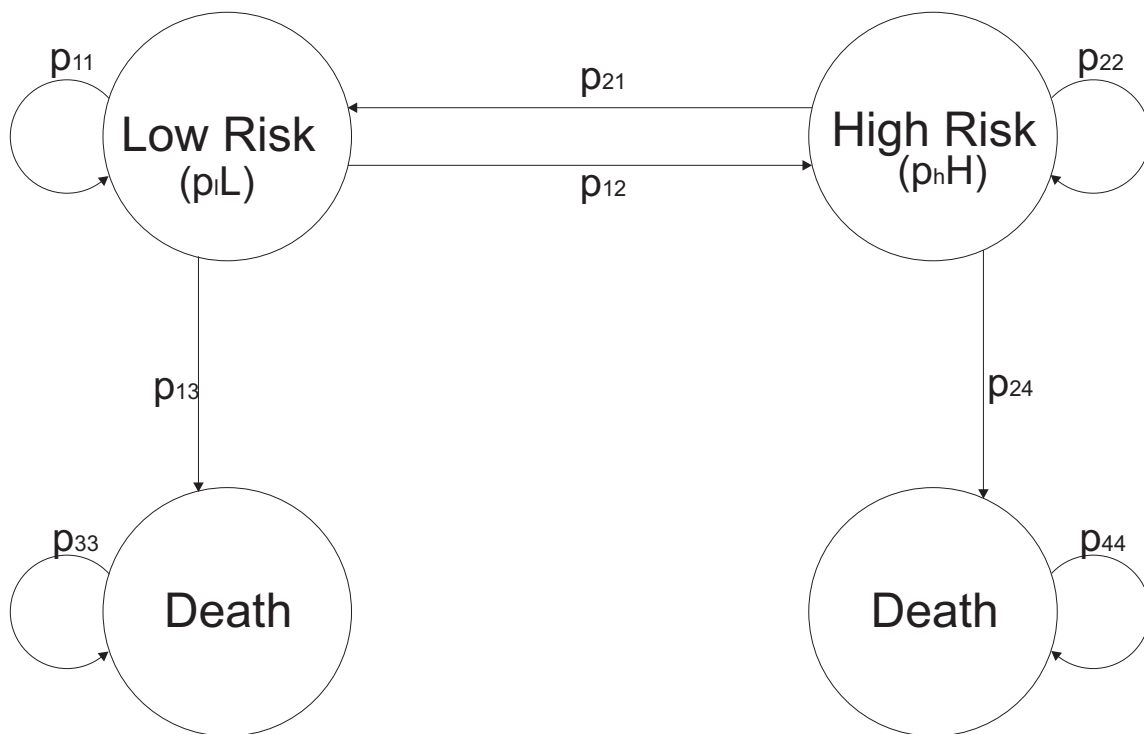 p11
p21
p22
Low Risk
(plL)
High Risk
(phH)
p12
p13
p24
p33
p44
Death
Death